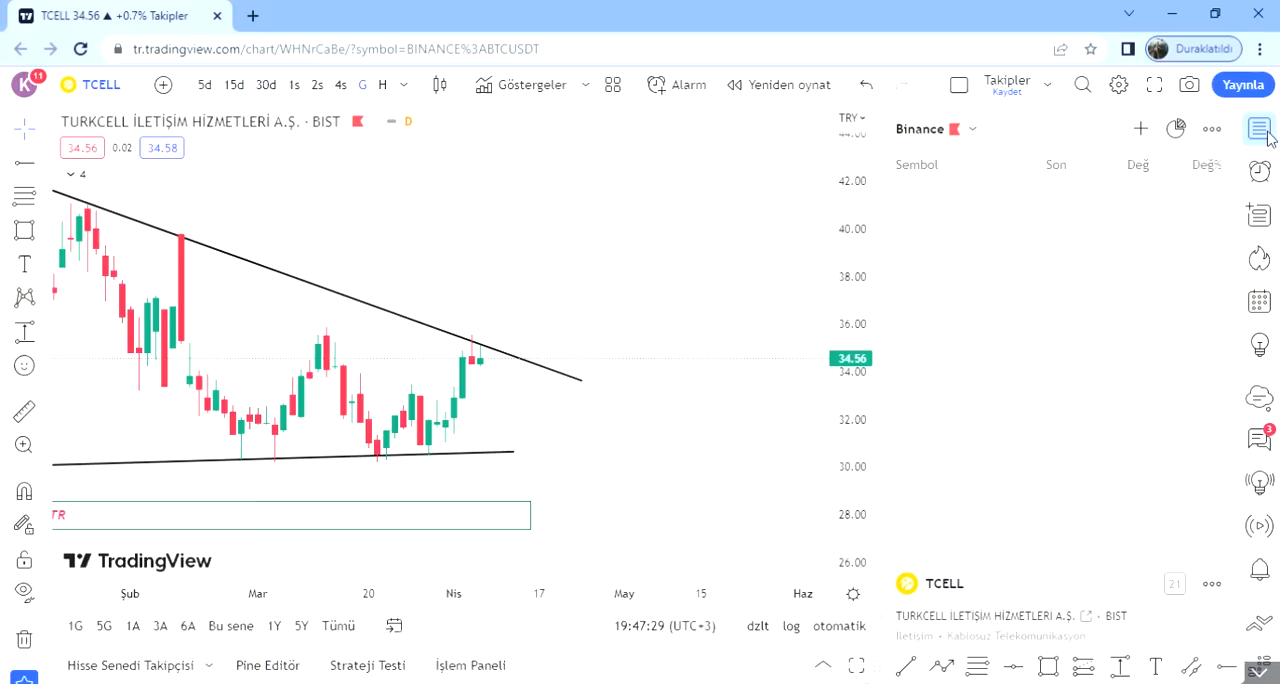 TCELL 34.56 ▲ +0.7% Takipler
tr.tradingview.com/chart/WHNrCaBe/?symbol=BINANCE%3ABTCUSDT
Duraklatıldı
K 11
TCELL
5d 15d 30d 1s 2s 4s G H
Göstergeler
Alarm
Yeniden oynat
Takipler
Kaydet
Yayınla
TURKCELL İLETİŞİM HİZMETLERİ A.Ş. · BIST
D
34.56 0.02 34.58
4
TRY
44.00
42.00
40.00
38.00
36.00
34.56
34.00
32.00
30.00
28.00
26.00
TR
TradingView
Şub Mar 20 Nis 17 May 15 Haz
1G 5G 1A 3A 6A Bu sene 1Y 5Y Tümü
19:47:29 (UTC+3) dzlt log otomatik
Hisse Senedi Takipçisi Pine Editör Strateji Testi İşlem Paneli
Binance
Sembol Son Değ Değ%
3
TCELL
21
TURKCELL İLETİŞİM HİZMETLERİ A.Ş. · BIST
İletişim • Kablosuz Telekomunikasyon